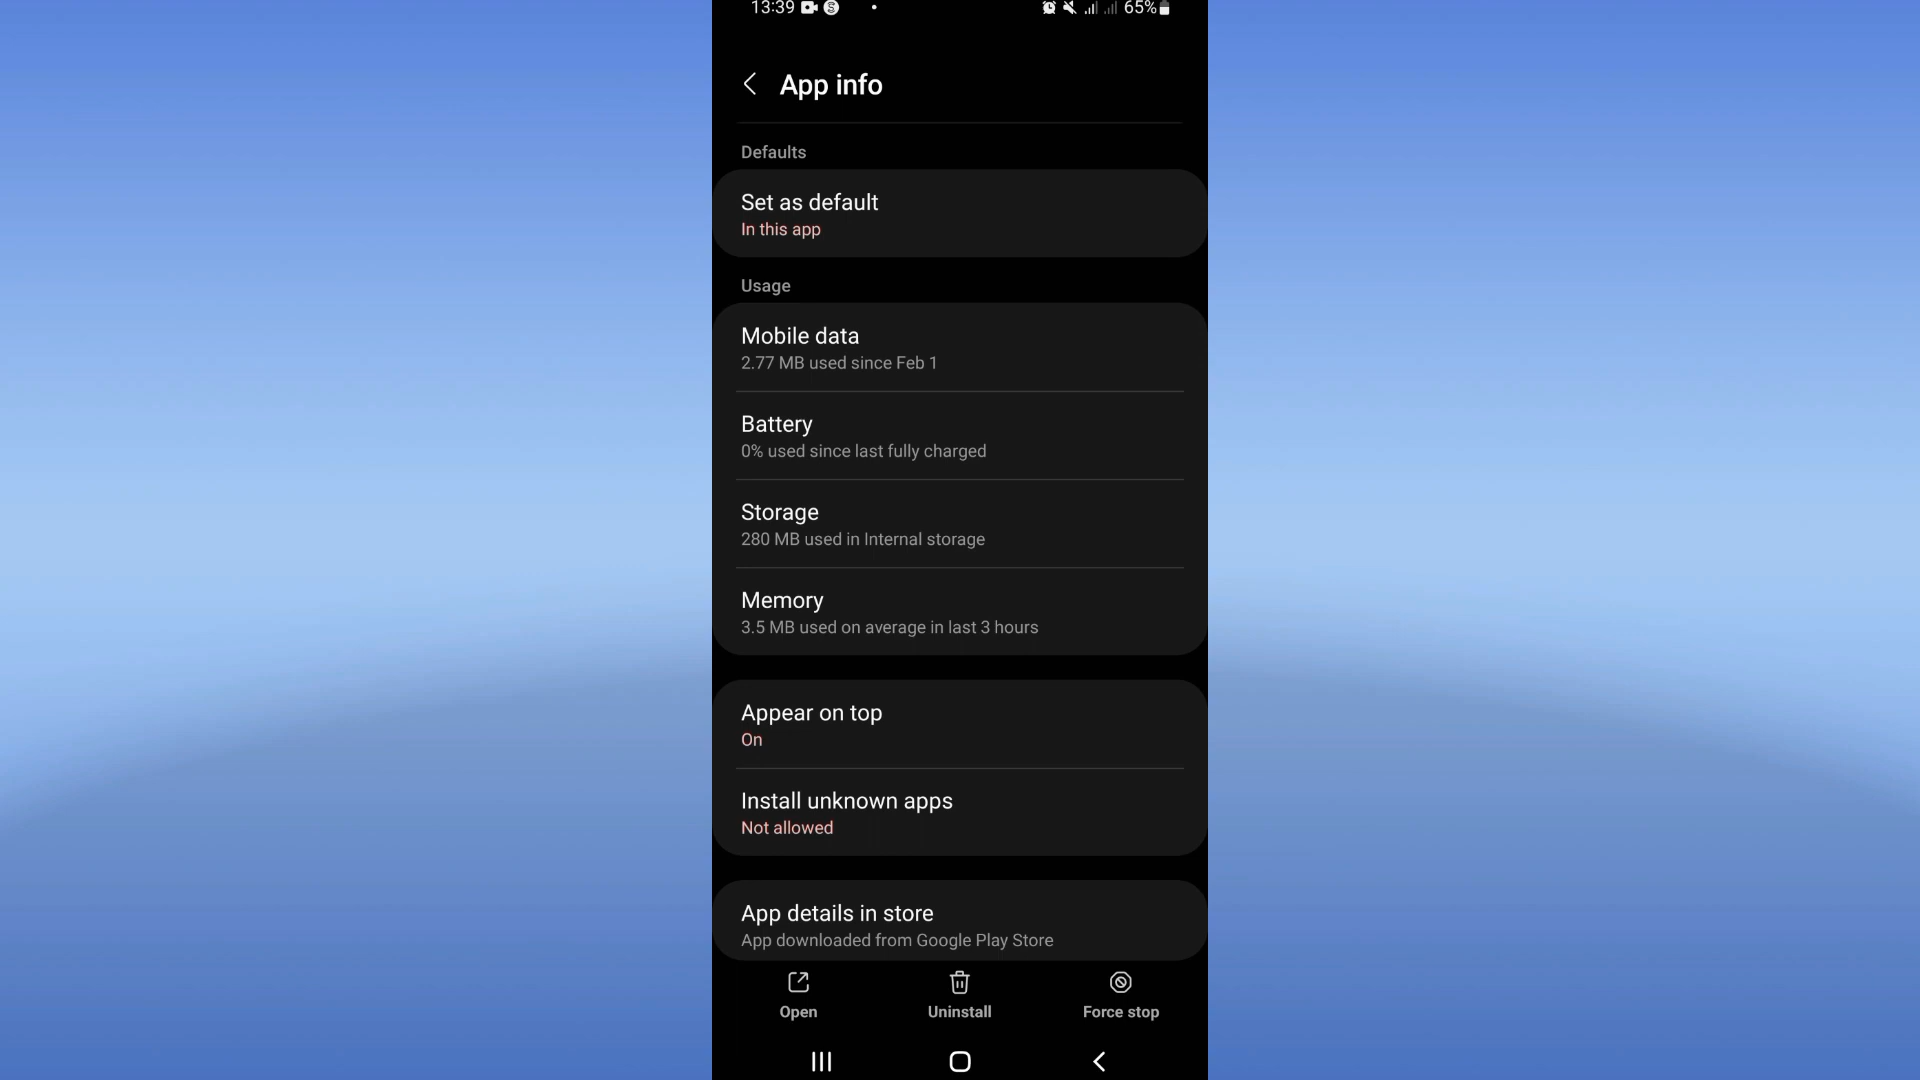 13:39 65%
App info
Defaults
Set as default
In this app
Usage
Mobile data
2.77 MB used since Feb 1
Battery
0% used since last fully charged
Storage
280 MB used in Internal storage
Memory
3.5 MB used on average in last 3 hours
Appear on top
On
Install unknown apps
Not allowed
App details in store
App downloaded from Google Play Store
Open Uninstall Force stop